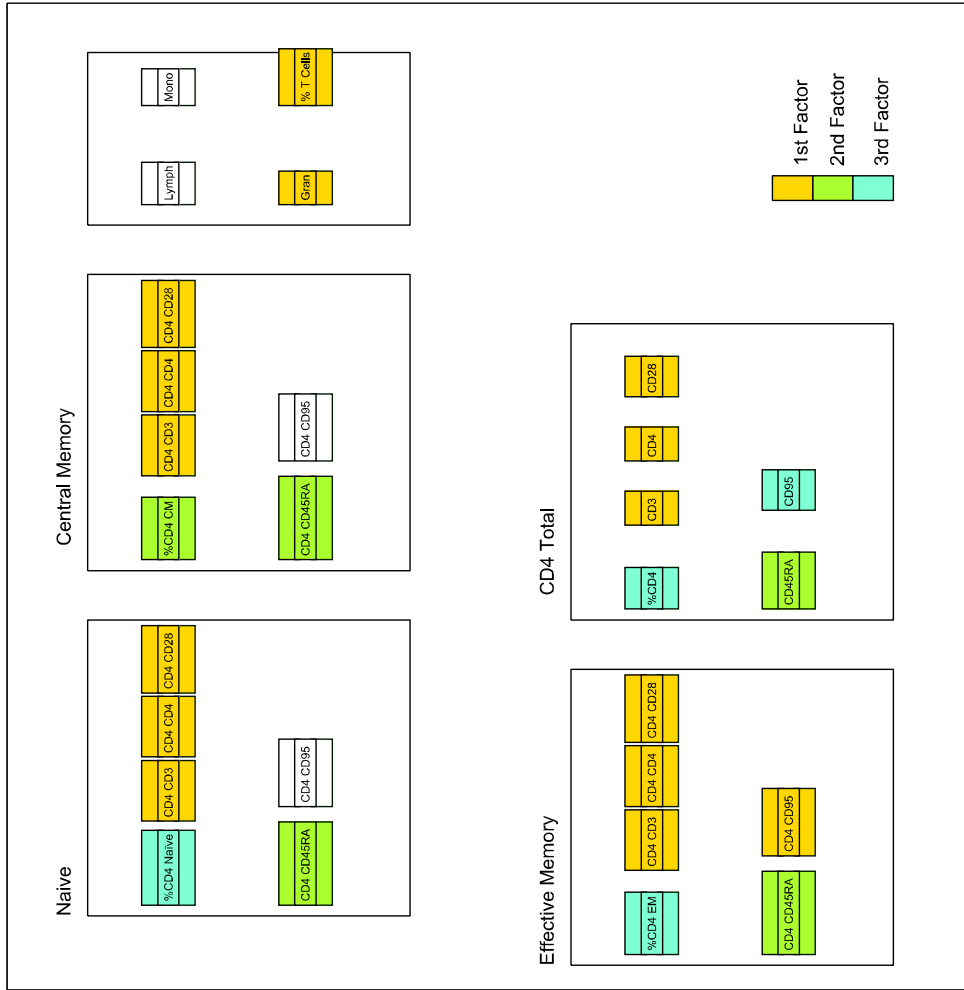 Naive
%CD4 Naïve
CD4 CD3
CD4 CD4
CD4 CD28
CD4 CD45RA
CD4 CD95
Central Memory
%CD4 CM
CD4 CD3
CD4 CD4
CD4 CD28
CD4 CD45RA
CD4 CD95
Lymph
Mono
Gran
% T Cells
Effective Memory
%CD4 EM
CD4 CD3
CD4 CD4
CD4 CD28
CD4 CD45RA
CD4 CD95
CD4 Total
%CD4
CD3
CD4
CD28
CD45RA
CD95
1st Factor
2nd Factor
3rd Factor